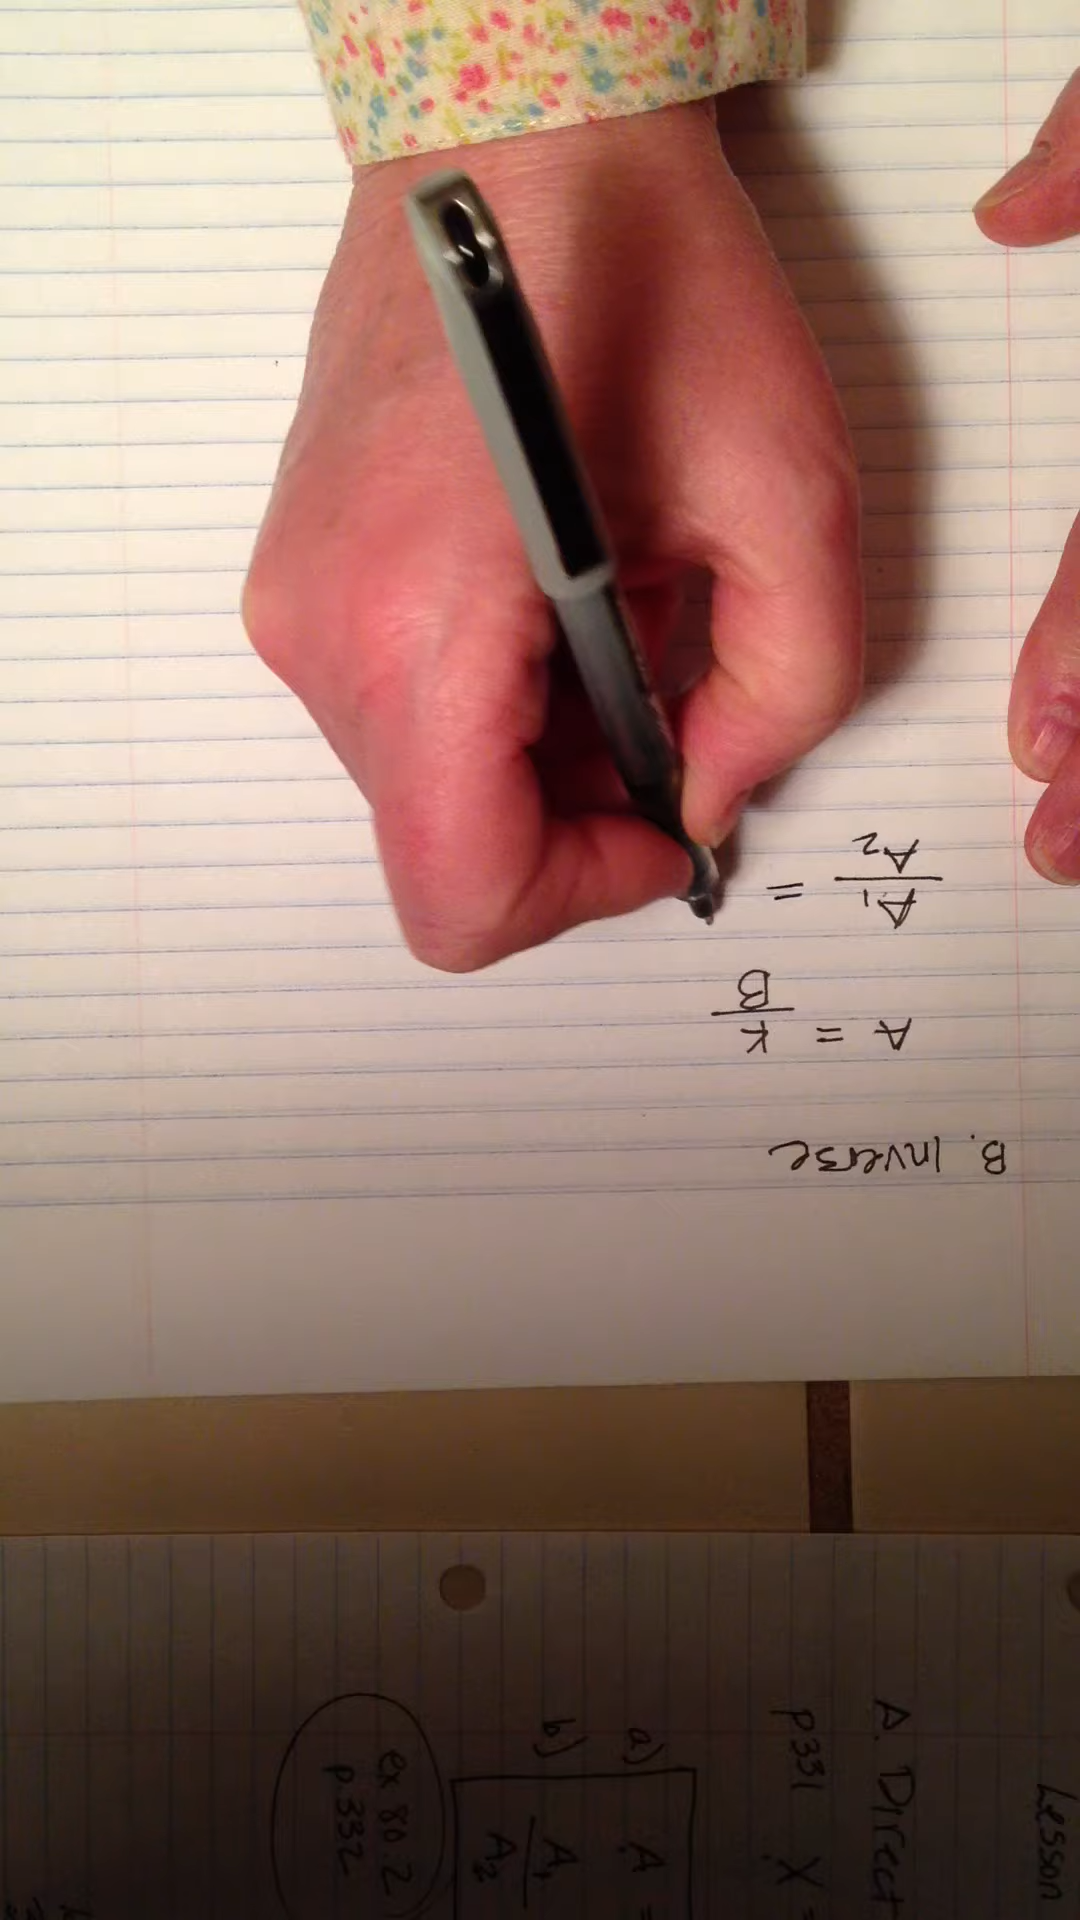 B. Inverse
A = K/B
A1/A2 =
Lesson
A. Direct
p331 X =
a) A =
b) A1/A2
ex 80.2
p.332